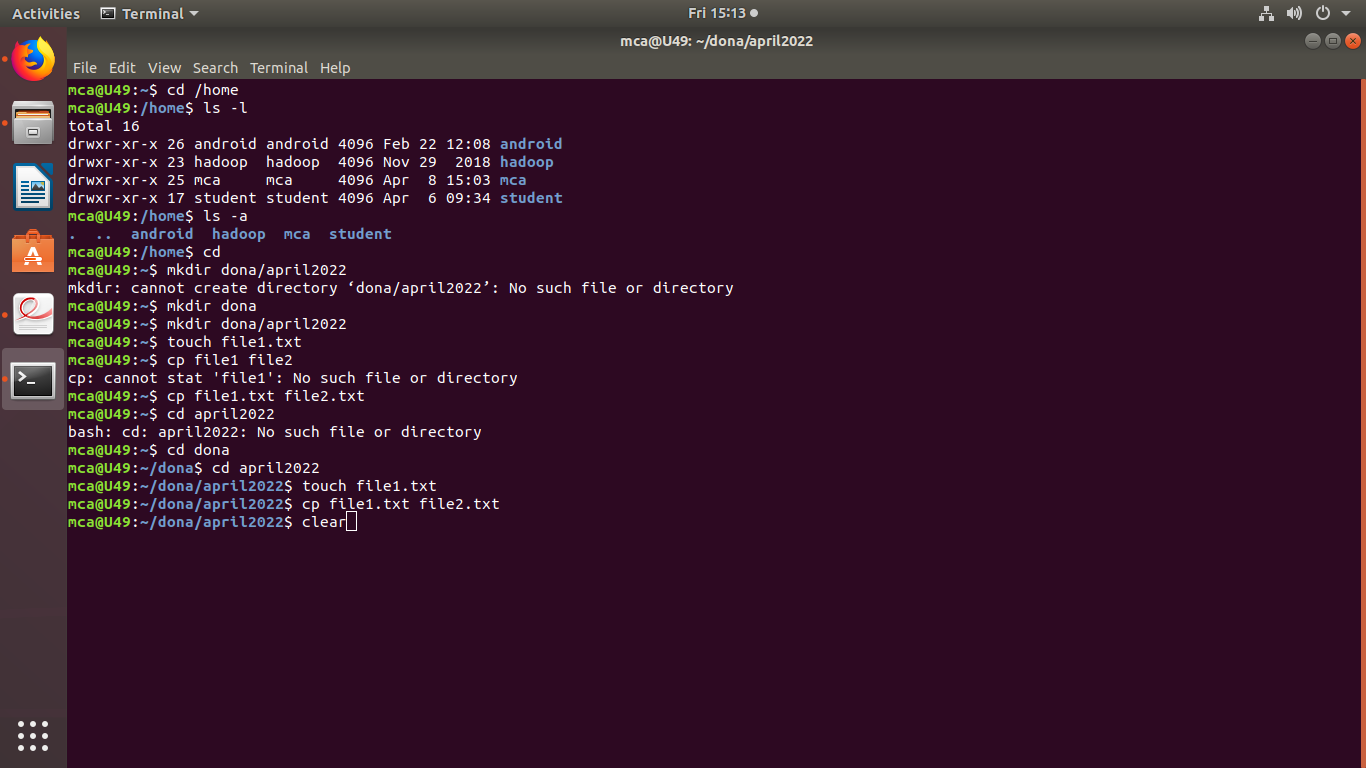 Activities Terminal Fri 15:13
mca@U49: ~/dona/april2022
File Edit View Search Terminal Help
mca@U49:~$ cd /home
mca@U49:/home$ ls -l
total 16
drwxr-xr-x 26 android android 4096 Feb 22 12:08 android
drwxr-xr-x 23 hadoop  hadoop  4096 Nov 29  2018 hadoop
drwxr-xr-x 25 mca     mca     4096 Apr  8 15:03 mca
drwxr-xr-x 17 student student 4096 Apr  6 09:34 student
mca@U49:/home$ ls -a
.  ..  android  hadoop  mca  student
mca@U49:/home$ cd
mca@U49:~$ mkdir dona/april2022
mkdir: cannot create directory ‘dona/april2022’: No such file or directory
mca@U49:~$ mkdir dona
mca@U49:~$ mkdir dona/april2022
mca@U49:~$ touch file1.txt
mca@U49:~$ cp file1 file2
cp: cannot stat 'file1': No such file or directory
mca@U49:~$ cp file1.txt file2.txt
mca@U49:~$ cd april2022
bash: cd: april2022: No such file or directory
mca@U49:~$ cd dona
mca@U49:~/dona$ cd april2022
mca@U49:~/dona/april2022$ touch file1.txt
mca@U49:~/dona/april2022$ cp file1.txt file2.txt
mca@U49:~/dona/april2022$ clear